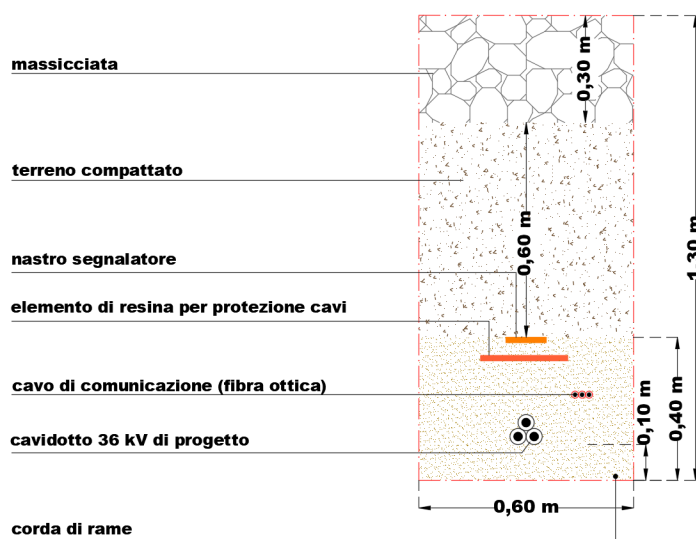 massicciata
0,30 m
terreno compattato
0,60 m
1,30 m
nastro segnalatore
elemento di resina per protezione cavi
cavo di comunicazione (fibra ottica)
0,10 m
0,40 m
cavidotto 36 kV di progetto
0,60 m
corda di rame